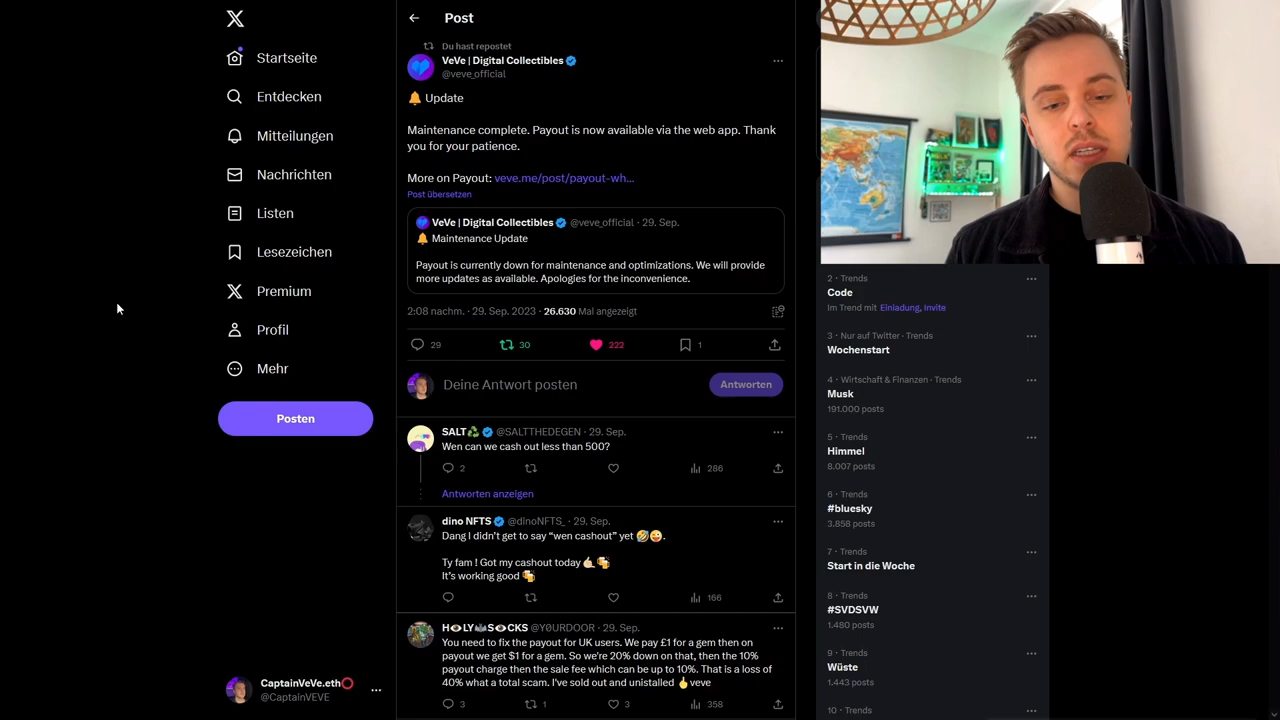 Startseite
Entdecken
Mitteilungen
Nachrichten
Listen
Lesezeichen
Premium
Profil
Mehr
Posten
CaptainVeVe.eth⭕
@CaptainVEVE
Post
Du hast repostet
VeVe | Digital Collectibles
@veve_official
🔔 Update
Maintenance complete. Payout is now available via the web app. Thank
you for your patience.
More on Payout: veve.me/post/payout-wh…
Post übersetzen
VeVe | Digital Collectibles @veve_official · 29. Sep.
🔔 Maintenance Update
Payout is currently down for maintenance and optimizations. We will provide
more updates as available. Apologies for the inconvenience.
2:08 nachm. · 29. Sep. 2023 · 26.630 Mal angezeigt
29 30 222 1
Deine Antwort posten
Antworten
SALT♻️ @SALTTHEDEGEN · 29. Sep.
Wen can we cash out less than 500?
2 286
Antworten anzeigen
dino NFTS @dinoNFTS_ · 29. Sep.
Dang I didn't get to say “wen cashout” yet 🤣😜.
Ty fam ! Got my cashout today 🤙🏻🍻
It's working good 🍻
166
H👁️LY🦇S👁️CKS @Y0URDOOR · 29. Sep.
You need to fix the payout for UK users. We pay £1 for a gem then on
payout we get $1 for a gem. So we're 20% down on that, then the 10%
payout charge then the sale fee which can be up to 10%. That is a loss of
40% what a total scam. I've sold out and unistalled 🖕veve
3 1 3 358
2 · Trends
Code
Im Trend mit Einladung, Invite
3 · Nur auf Twitter · Trends
Wochenstart
4 · Wirtschaft & Finanzen · Trends
Musk
191.000 posts
5 · Trends
Himmel
8.007 posts
6 · Trends
#bluesky
3.858 posts
7 · Trends
Start in die Woche
8 · Trends
#SVDSVW
1.480 posts
9 · Trends
Wüste
1.443 posts
10 · Trends